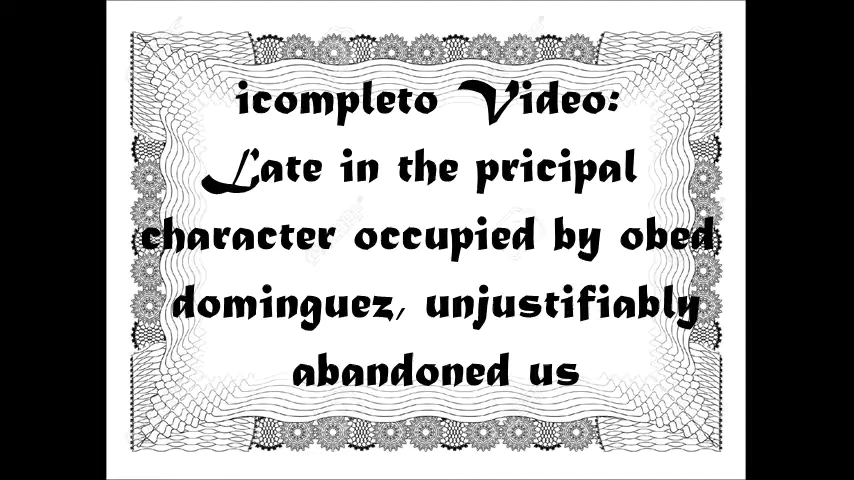 icompleto Video:
Late in the pricipal
character occupied by obed
dominguez, unjustifiably
abandoned us